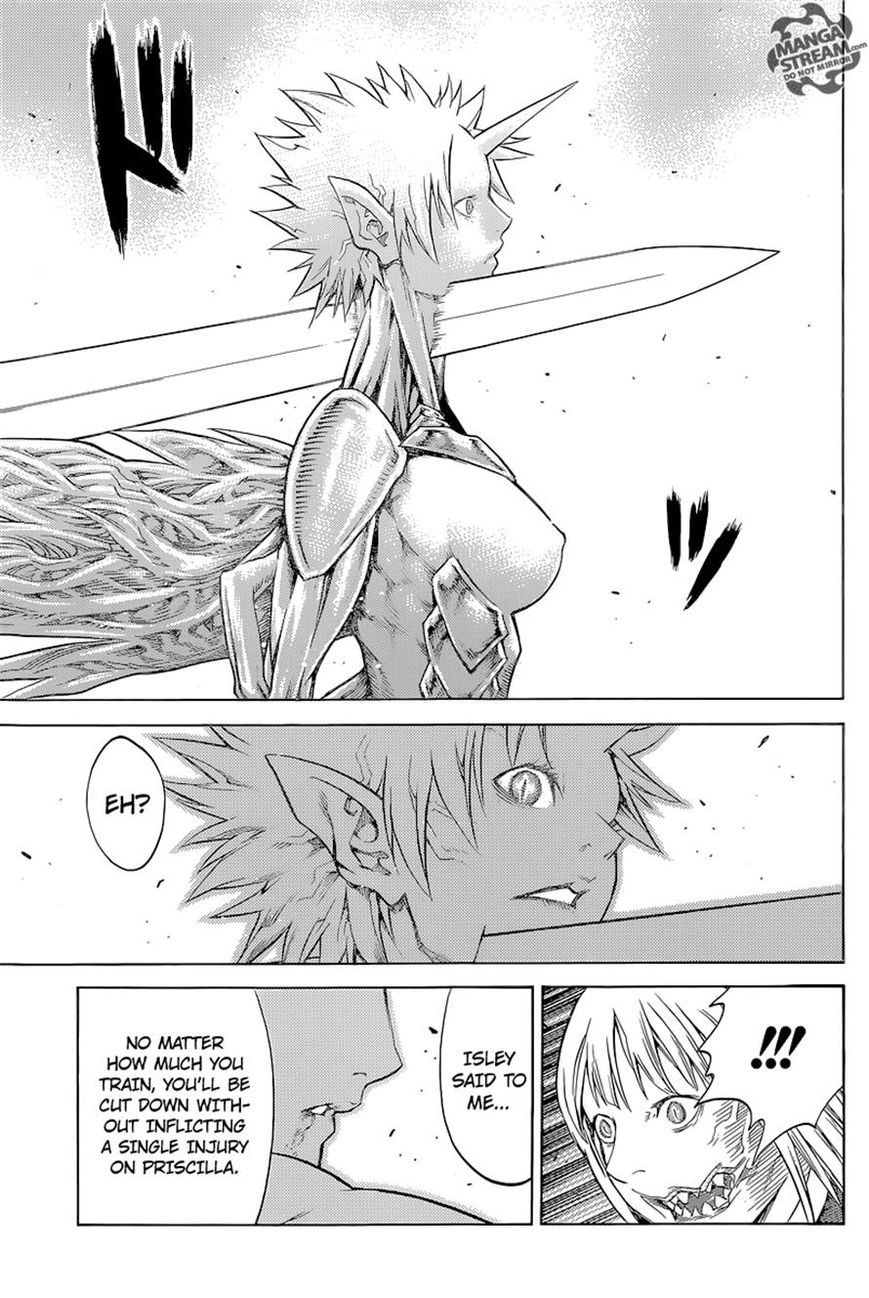 MANGA
STREAM.com
DO NOT MIRROR
ドド
EH?
!!!
ISLEY
SAID TO
ME...
NO MATTER
HOW MUCH YOU
TRAIN, YOU'LL BE
CUT DOWN WITH-
OUT INFLICTING
A SINGLE INJURY
ON PRISCILLA.